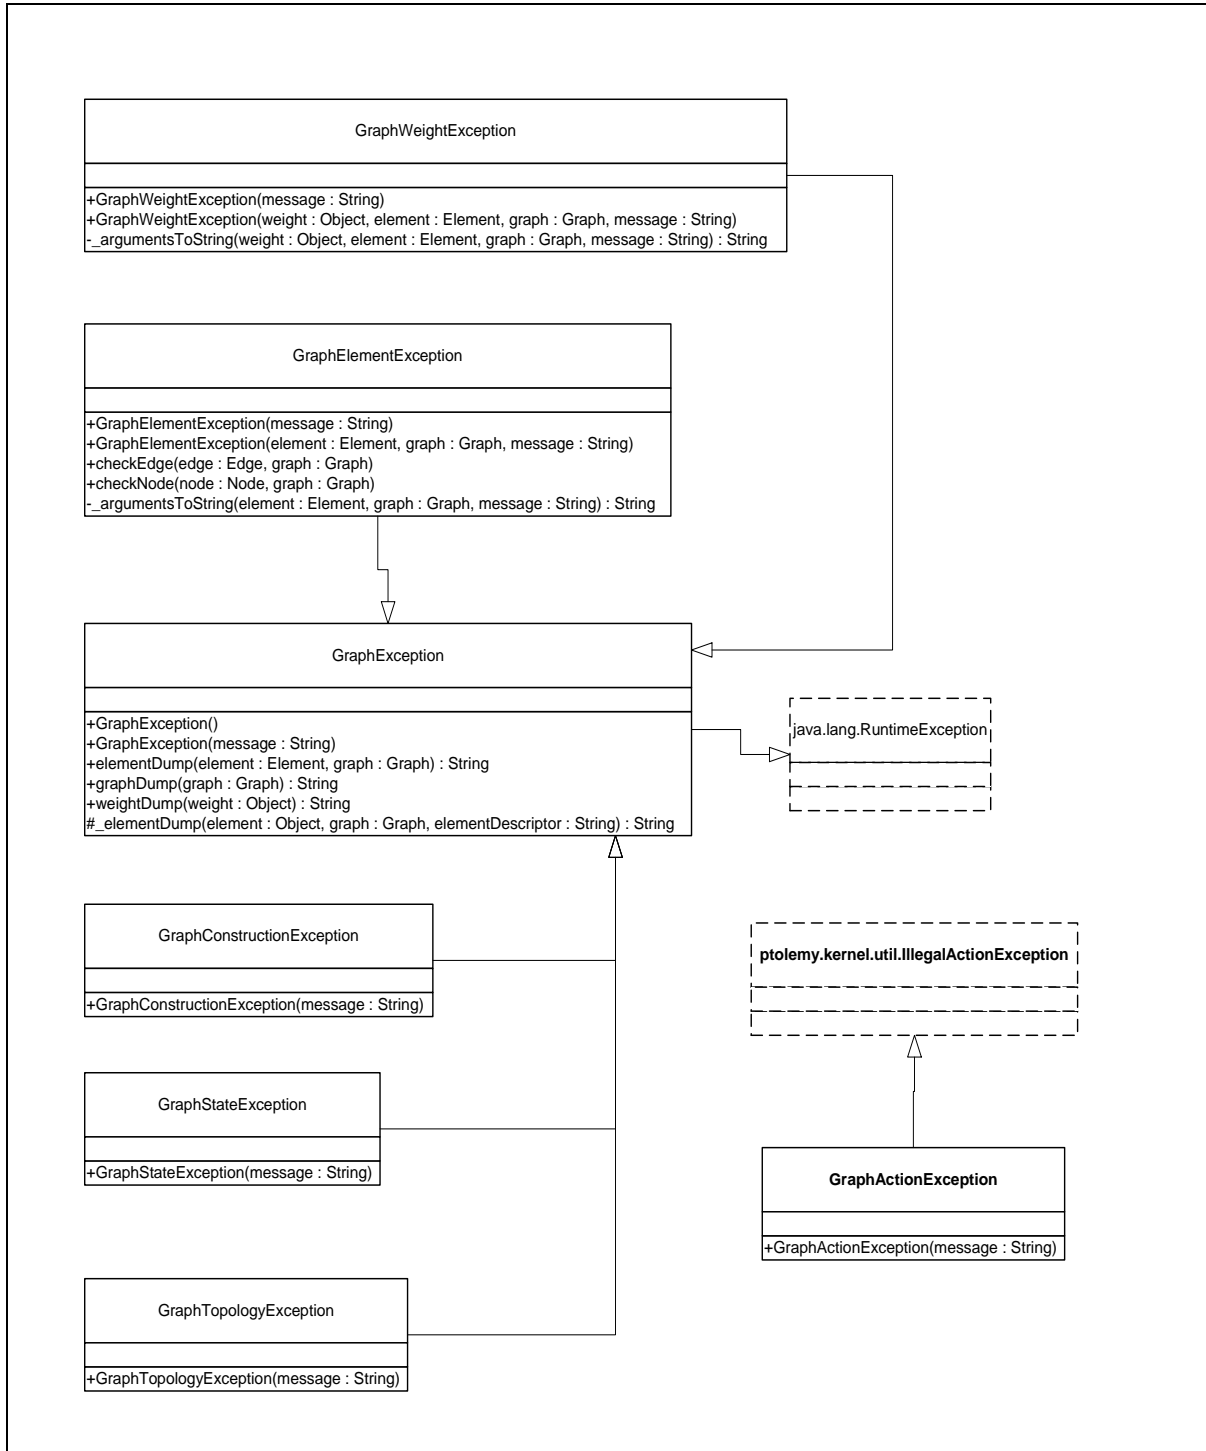 GraphWeightException
+GraphWeightException(message : String)
+GraphWeightException(weight : Object, element : Element, graph : Graph, message : String)
-_argumentsToString(weight : Object, element : Element, graph : Graph, message : String) : String
GraphElementException
+GraphElementException(message : String)
+GraphElementException(element : Element, graph : Graph, message : String)
+checkEdge(edge : Edge, graph : Graph)
+checkNode(node : Node, graph : Graph)
-_argumentsToString(element : Element, graph : Graph, message : String) : String
GraphException
+GraphException()
+GraphException(message : String)
+elementDump(element : Element, graph : Graph) : String
+graphDump(graph : Graph) : String
+weightDump(weight : Object) : String
#_elementDump(element : Object, graph : Graph, elementDescriptor : String) : String
java.lang.RuntimeException
GraphConstructionException
+GraphConstructionException(message : String)
ptolemy.kernel.util.IllegalActionException
GraphStateException
+GraphStateException(message : String)
GraphActionException
+GraphActionException(message : String)
GraphTopologyException
+GraphTopologyException(message : String)